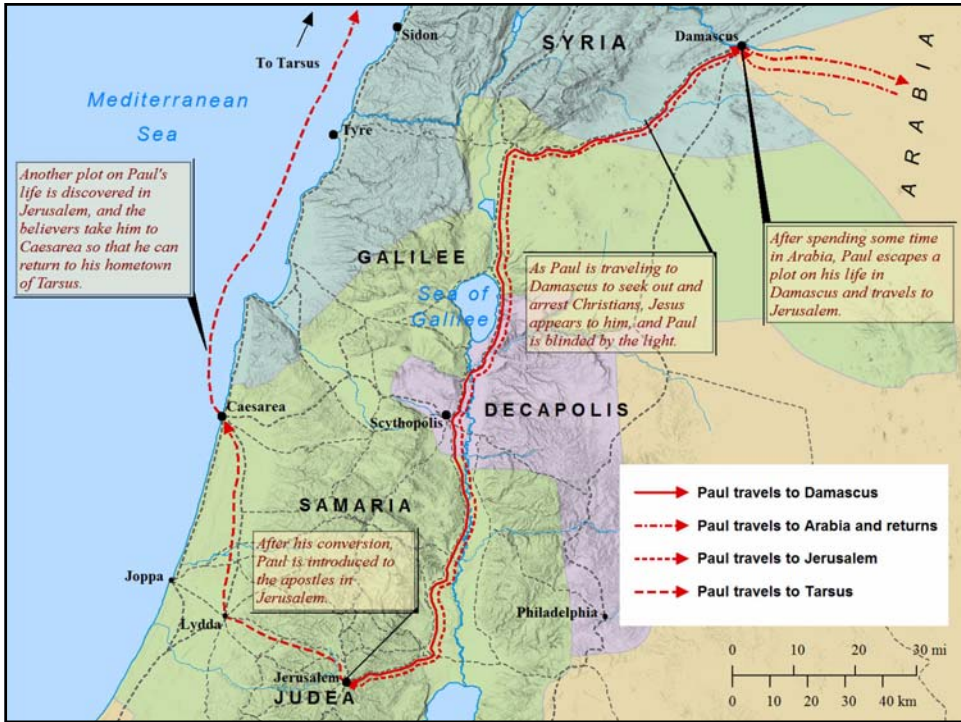 Sidon
SYRIA
Damascus
To Tarsus
Mediterranean
Sea
Tyre
ARABIA
Another plot on Paul's
life is discovered in
Jerusalem, and the
believers take him to
Caesarea so that he can
return to his hometown
of Tarsus.
GALILEE
Sea of
Galilee
As Paul is traveling to
Damascus to seek out and
arrest Christians, Jesus
appears to him, and Paul
is blinded by the light.
After spending some time
in Arabia, Paul escapes a
plot on his life in
Damascus and travels to
Jerusalem.
Caesarea
Scythopolis
DECAPOLIS
SAMARIA
After his conversion,
Paul is introduced to
the apostles in
Jerusalem.
Joppa
Lydda
Philadelphia
Jerusalem
JUDEA
Paul travels to Damascus
Paul travels to Arabia and returns
Paul travels to Jerusalem
Paul travels to Tarsus
0 10 20 30 mi
0 10 20 30 40 km